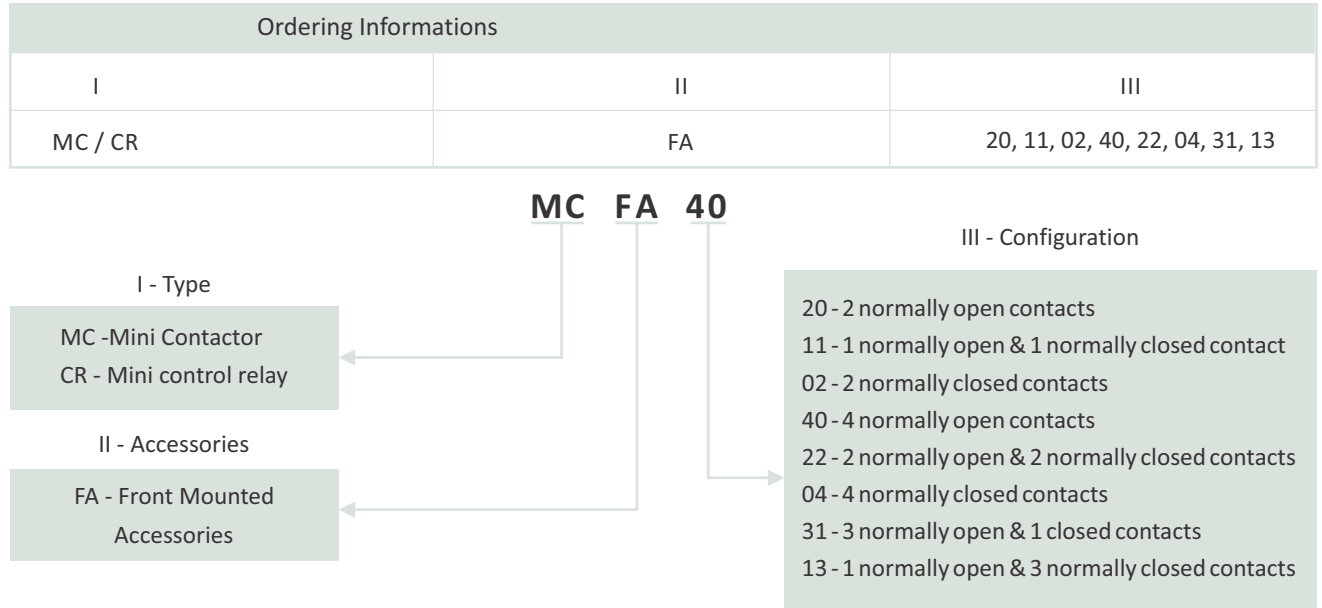 Ordering Informations
I II III
MC / CR FA 20, 11, 02, 40, 22, 04, 31, 13
MC FA 40
I - Type
MC -Mini Contactor
CR - Mini control relay
II - Accessories
FA - Front Mounted
Accessories
III - Configuration
20 - 2 normally open contacts
11 - 1 normally open & 1 normally closed contact
02 - 2 normally closed contacts
40 - 4 normally open contacts
22 - 2 normally open & 2 normally closed contacts
04 - 4 normally closed contacts
31 - 3 normally open & 1 closed contacts
13 - 1 normally open & 3 normally closed contacts